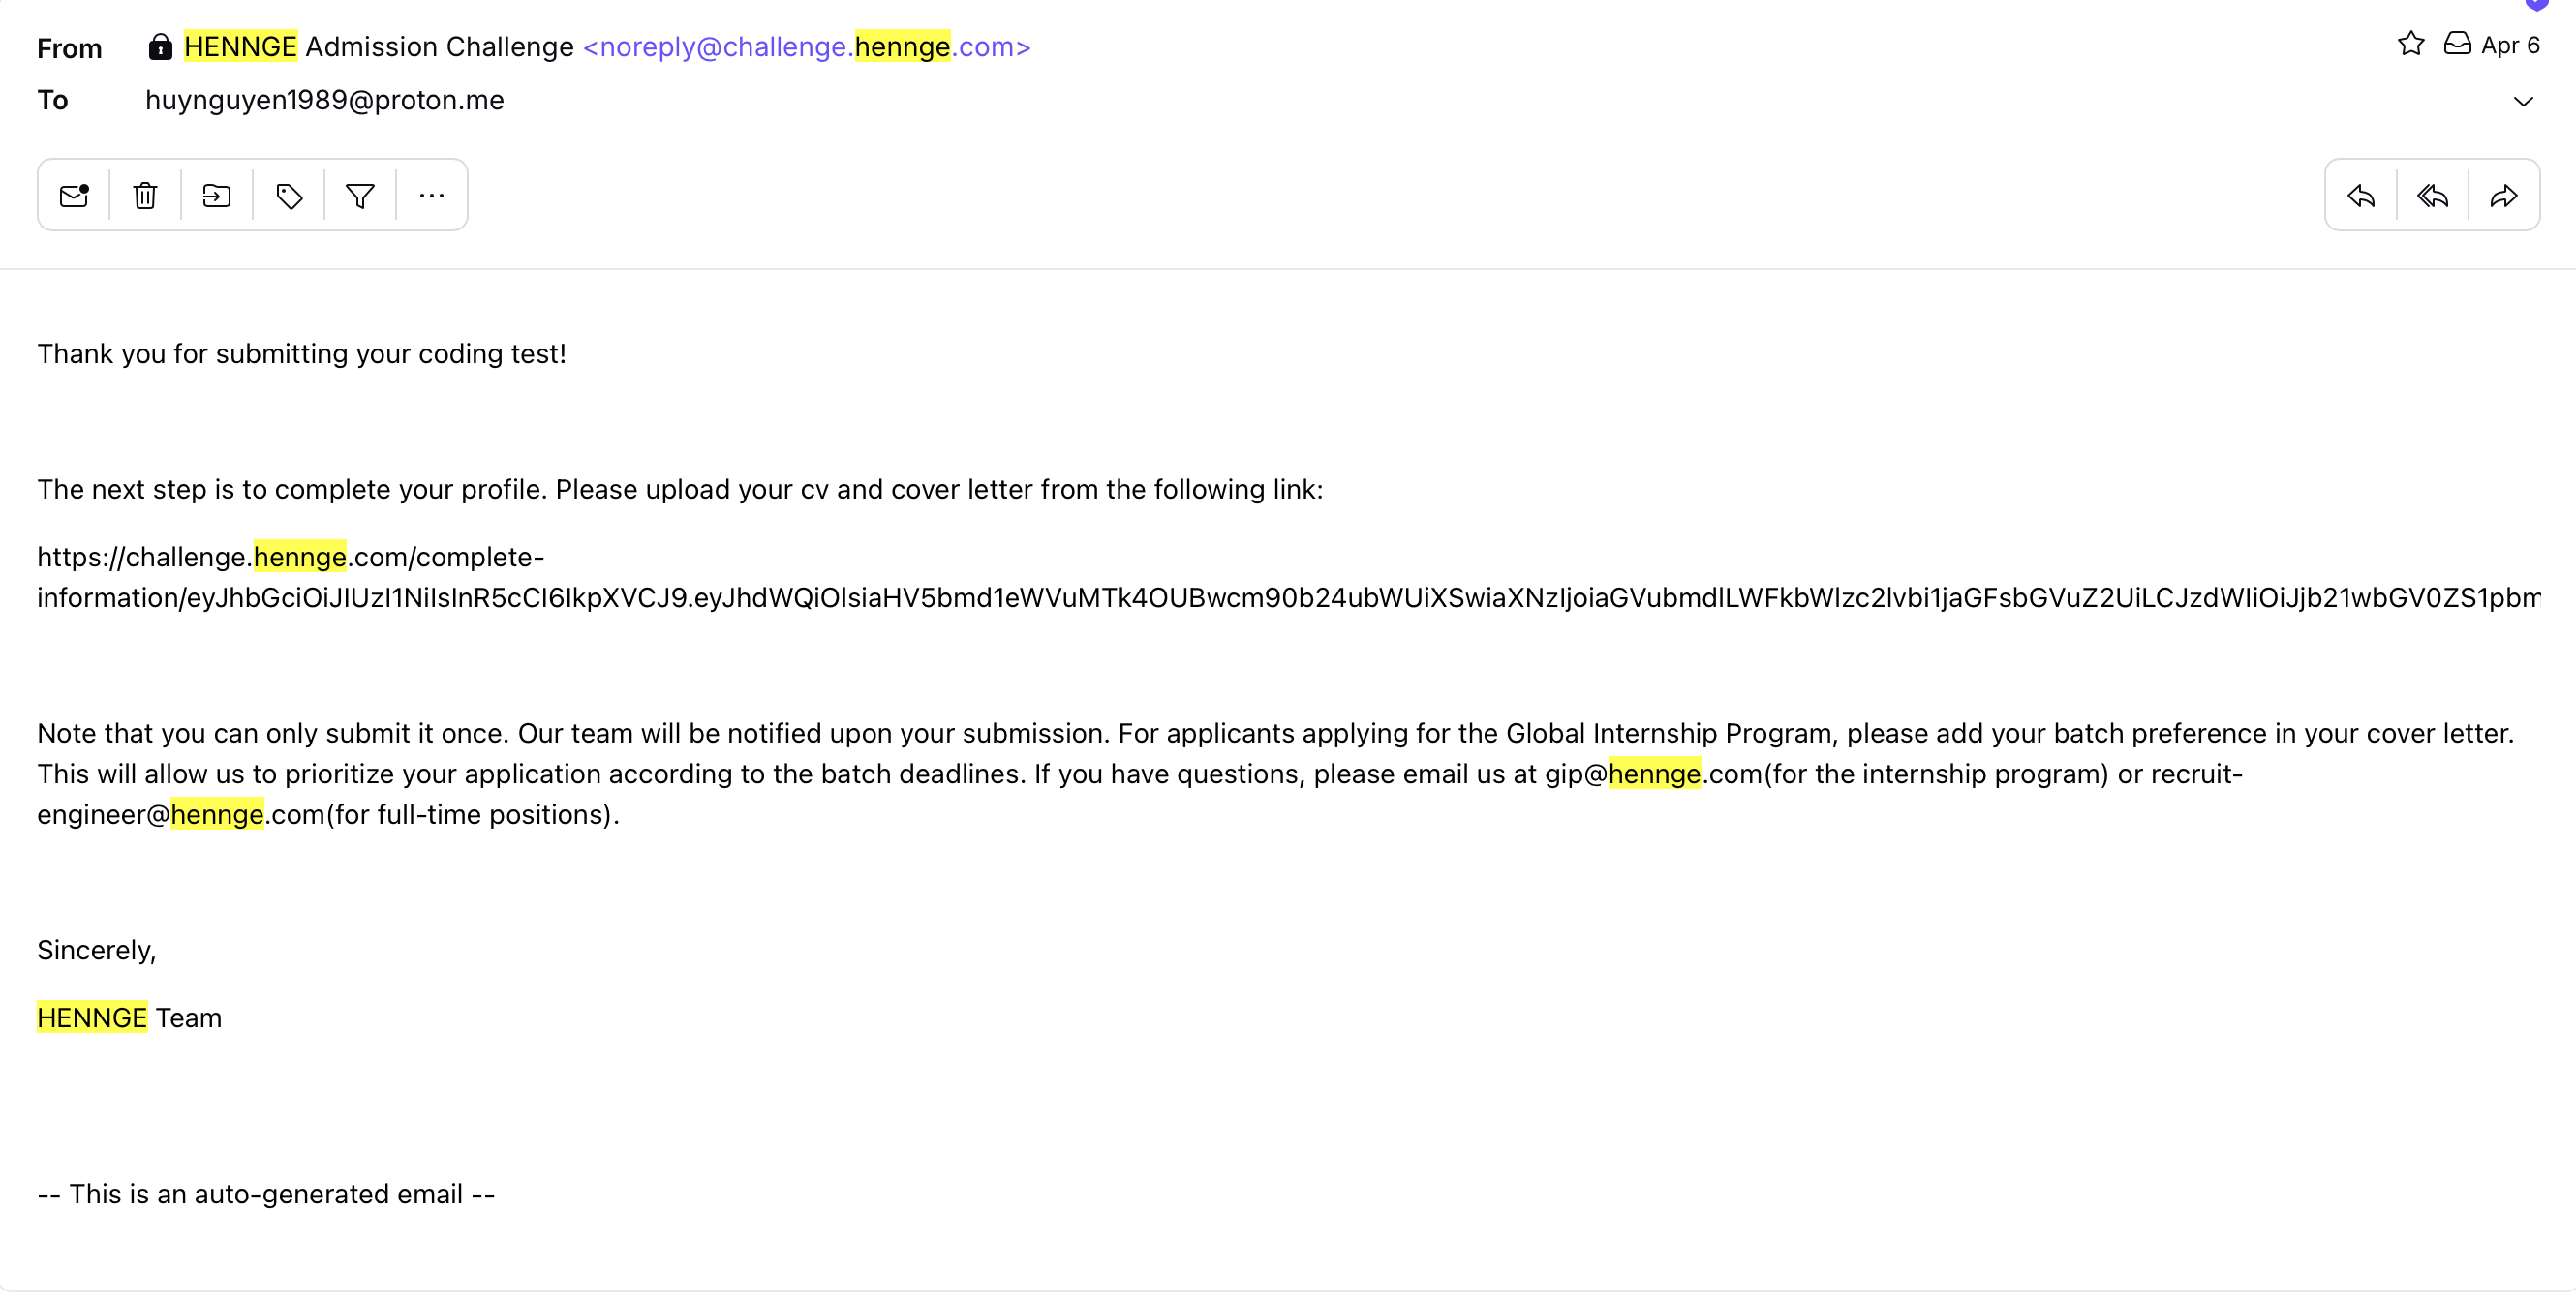 From HENNGE Admission Challenge <noreply@challenge.hennge.com> Apr 6
To huynguyen1989@proton.me
Thank you for submitting your coding test!
The next step is to complete your profile. Please upload your cv and cover letter from the following link:
https://challenge.hennge.com/complete-
information/eyJhbGciOiJIUzI1NiIsInR5cCI6IkpXVCJ9.eyJhdWQiOlsiaHV5bmd1eWVuMTk4OUBwcm90b24ubWUiXSwiaXNzIjoiaGVubmdlLWFkbWlzc2lvbi1jaGFsbGVuZ2UiLCJzdWIiOiJjb21wbGV0ZS1pbm
Note that you can only submit it once. Our team will be notified upon your submission. For applicants applying for the Global Internship Program, please add your batch preference in your cover letter.
This will allow us to prioritize your application according to the batch deadlines. If you have questions, please email us at gip@hennge.com(for the internship program) or recruit-
engineer@hennge.com(for full-time positions).
Sincerely,
HENNGE Team
-- This is an auto-generated email --